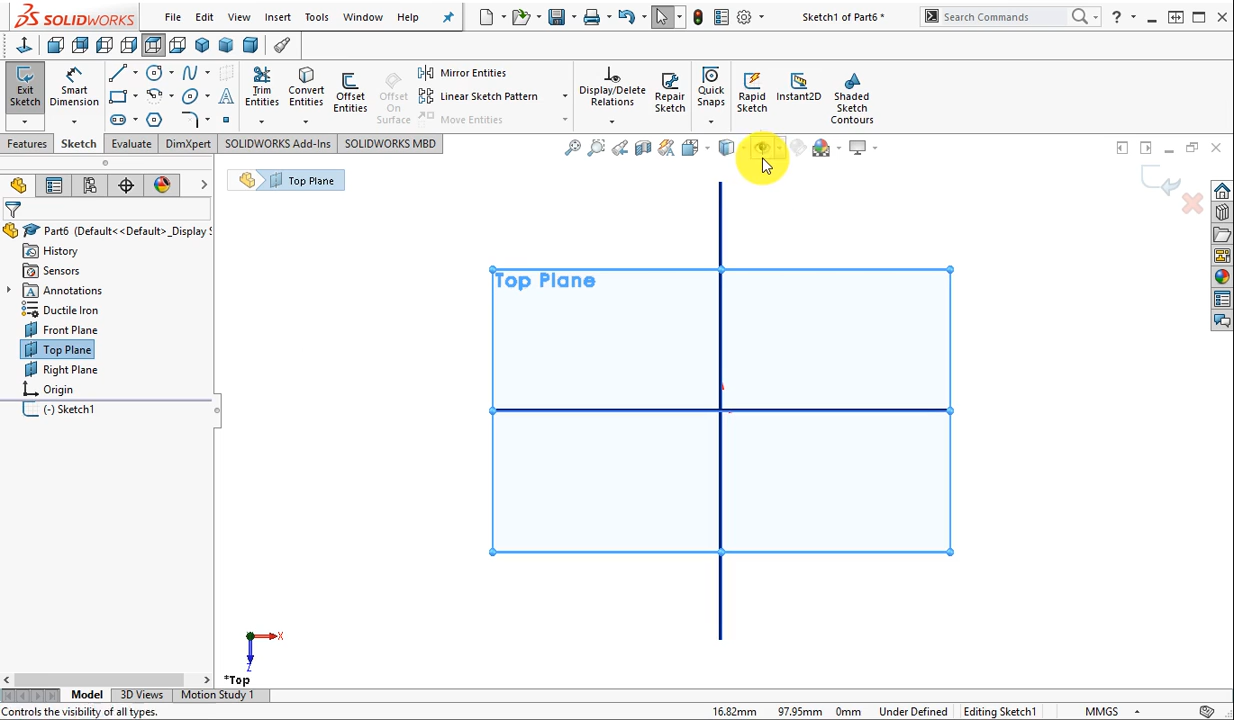 SOLIDWORKS File Edit View Insert Tools Window Help Sketch1 of Part6 * Search Commands ?
Exit Sketch
Smart Dimension
Trim Entities
Convert Entities
Offset Entities
Offset On Surface
Mirror Entities
Linear Sketch Pattern
Move Entities
Display/Delete Relations
Repair Sketch
Quick Snaps
Rapid Sketch
Instant2D
Shaded Contours
Features Sketch Evaluate DimXpert SOLIDWORKS Add-Ins SOLIDWORKS MBD
Top Plane
Part6 (Default<<Default>_Display S
History
Sensors
Annotations
Ductile Iron
Front Plane
Top Plane
Right Plane
Origin
(-) Sketch1
Top Plane
X
Z
*Top
Model 3D Views Motion Study 1
Controls the visibility of all types. 16.82mm 97.95mm 0mm Under Defined Editing Sketch1 MMGS